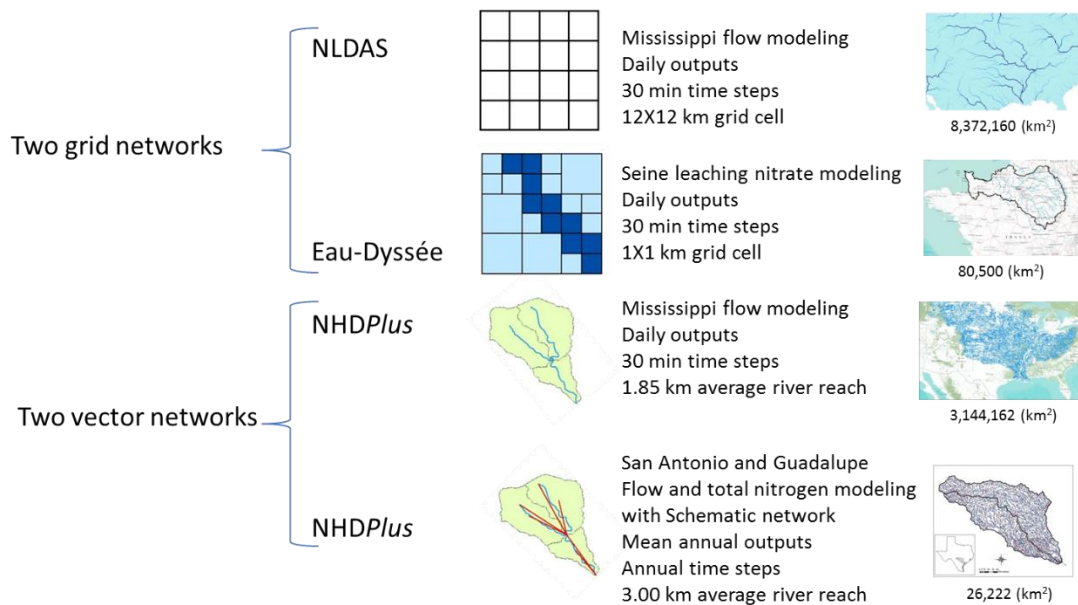 Two grid networks
NLDAS
Mississippi flow modeling
Daily outputs
30 min time steps
12X12 km grid cell
8,372,160 (km²)
Eau-Dyssée
Seine leaching nitrate modeling
Daily outputs
30 min time steps
1X1 km grid cell
FRANCE
80,500 (km²)
Two vector networks
NHDPlus
Mississippi flow modeling
Daily outputs
30 min time steps
1.85 km average river reach
3,144,162 (km²)
NHDPlus
San Antonio and Guadalupe
Flow and total nitrogen modeling
with Schematic network
Mean annual outputs
Annual time steps
3.00 km average river reach
26,222 (km²)